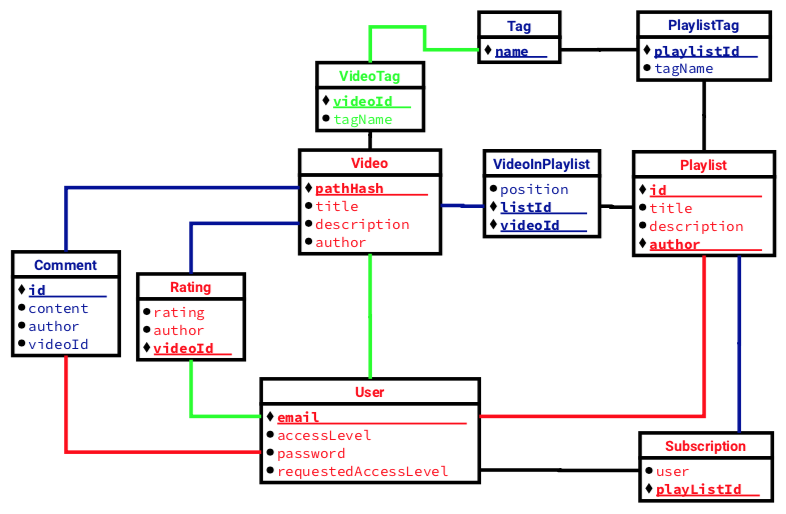 Tag
name
PlaylistTag
playlistId
tagName
VideoTag
videoId
tagName
Video
pathHash
title
description
author
VideoInPlaylist
position
listId
videoId
Playlist
id
title
description
author
Comment
id
content
author
videoId
Rating
rating
author
videoId
User
email
accessLevel
password
requestedAccessLevel
Subscription
user
playListId